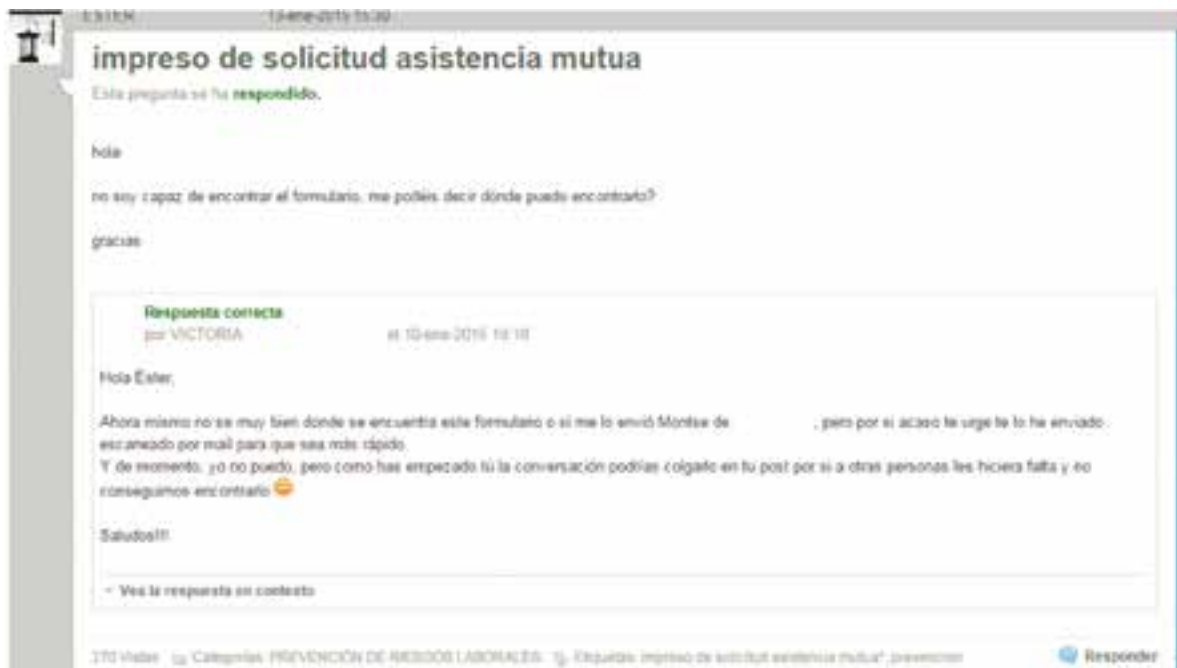 ESTER 13-ene-2015 15:30
impreso de solicitud asistencia mutua
Esta pregunta se ha respondido.
hola
no soy capaz de encontrar el formulario, me podéis decir dónde puedo encontrarlo?
gracias
Respuesta correcta
por VICTORIA el -ene-2015
Hola Ester,
Ahora mismo no se muy bien donde se encuentra este formulario o si me lo envió Montse de , pero por si acaso te urge te lo he enviado
escaneado por mail para que sea más rápido.
Y de momento, yo no puedo, pero como has empezado tú la conversación podrías colgarlo en tu post por si a otras personas les hiciera falta y no
conseguimos encontrarlo
Saludos!!!
Vea la respuesta en contexto
170 Visitas Categorías: PREVENCIÓN DE RIESGOS LABORALES Etiquetas: impreso de solicitud asistencia mutua", prevencion Responder